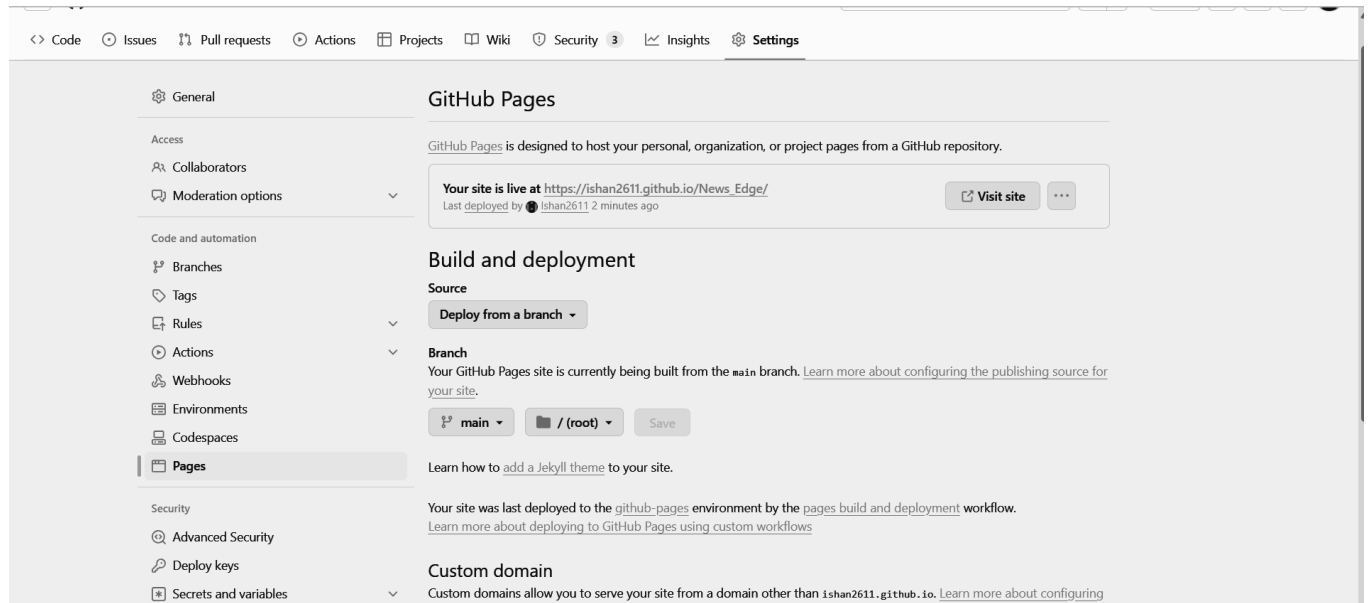 Code Issues Pull requests Actions Projects Wiki Security 3 Insights Settings
General
Access
Collaborators
Moderation options
Code and automation
Branches
Tags
Rules
Actions
Webhooks
Environments
Codespaces
Pages
Security
Advanced Security
Deploy keys
Secrets and variables
GitHub Pages
GitHub Pages is designed to host your personal, organization, or project pages from a GitHub repository.
Your site is live at https://ishan2611.github.io/News_Edge/
Last deployed by Ishan2611 2 minutes ago
Visit site
Build and deployment
Source
Deploy from a branch
Branch
Your GitHub Pages site is currently being built from the main branch. Learn more about configuring the publishing source for
your site.
main / (root) Save
Learn how to add a Jekyll theme to your site.
Your site was last deployed to the github-pages environment by the pages build and deployment workflow.
Learn more about deploying to GitHub Pages using custom workflows
Custom domain
Custom domains allow you to serve your site from a domain other than ishan2611.github.io. Learn more about configuring